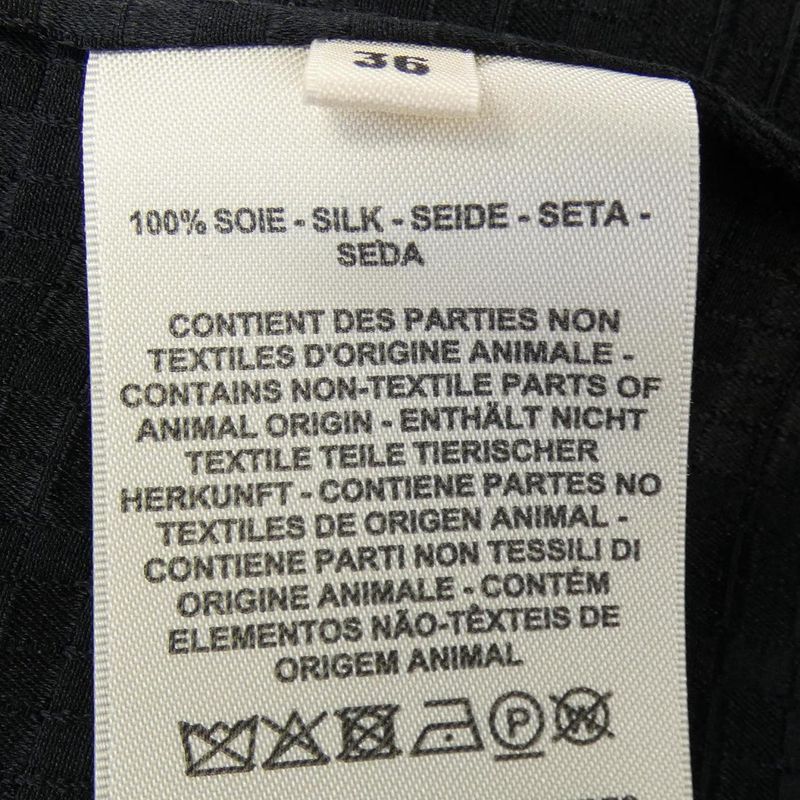 36
100% SOIE - SILK - SEIDE - SETA -
SEDA
CONTIENT DES PARTIES NON
TEXTILES D'ORIGINE ANIMALE -
CONTAINS NON-TEXTILE PARTS OF
ANIMAL ORIGIN - ENTHÄLT NICHT
TEXTILE TEILE TIERISCHER
HERKUNFT - CONTIENE PARTES NO
TEXTILES DE ORIGEN ANIMAL -
CONTIENE PARTI NON TESSILI DI
ORIGINE ANIMALE - CONTÉM
ELEMENTOS NÃO-TÊXTEIS DE
ORIGEM ANIMAL
P W